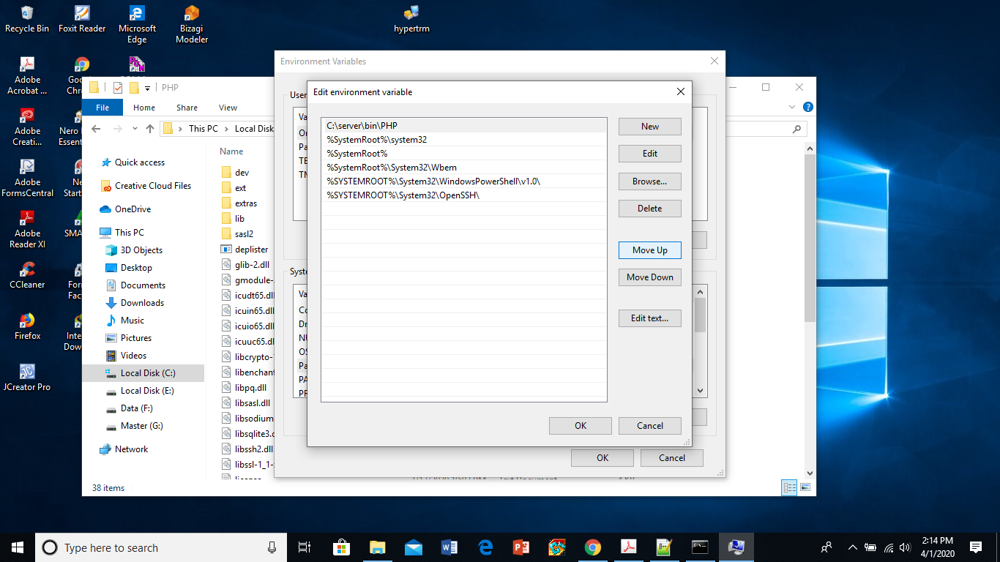 Recycle Bin
Foxit Reader
Microsoft
Edge
Bizagi
Modeler
hypertrm
Adobe
Acrobat ...
Goo
Chr
Adobe
Creati...
Nero
Essent
Adobe
FormsCentral
Ne
Start
Adobe
Reader XI
SMA
CCleaner
For
Fact
Firefox
Inte
Dow
JCreator Pro
PHP
File
Home
Share
View
This PC
Local Disk
Quick access
Creative Cloud Files
OneDrive
This PC
3D Objects
Desktop
Documents
Downloads
Music
Pictures
Videos
Local Disk (C:)
Local Disk (E:)
Data (F:)
Master (G:)
Network
38 items
Name
dev
ext
extras
lib
sasl2
deplister
glib-2.dll
gmodule-
icudt65.dll
icuin65.dll
icuio65.dll
icuuc65.dl
libcrypto-
libenchant
libpq.dll
libsasl.dll
libsodium
libsqlite3.d
libssh2.dll
libssl-1_1-
Environment Variables
User
Va
On
Pa
TE
TM
Syste
Va
Co
Dr
NU
OS
Pa
PA
PR
OK
Cancel
Edit environment variable
C:\server\bin\PHP
%SystemRoot%\system32
%SystemRoot%
%SystemRoot%\System32\Wbem
%SYSTEMROOT%\System32\WindowsPowerShell\v1.0\
%SYSTEMROOT%\System32\OpenSSH\
New
Edit
Browse...
Delete
Move Up
Move Down
Edit text...
OK
Cancel
Type here to search
2:14 PM
4/1/2020